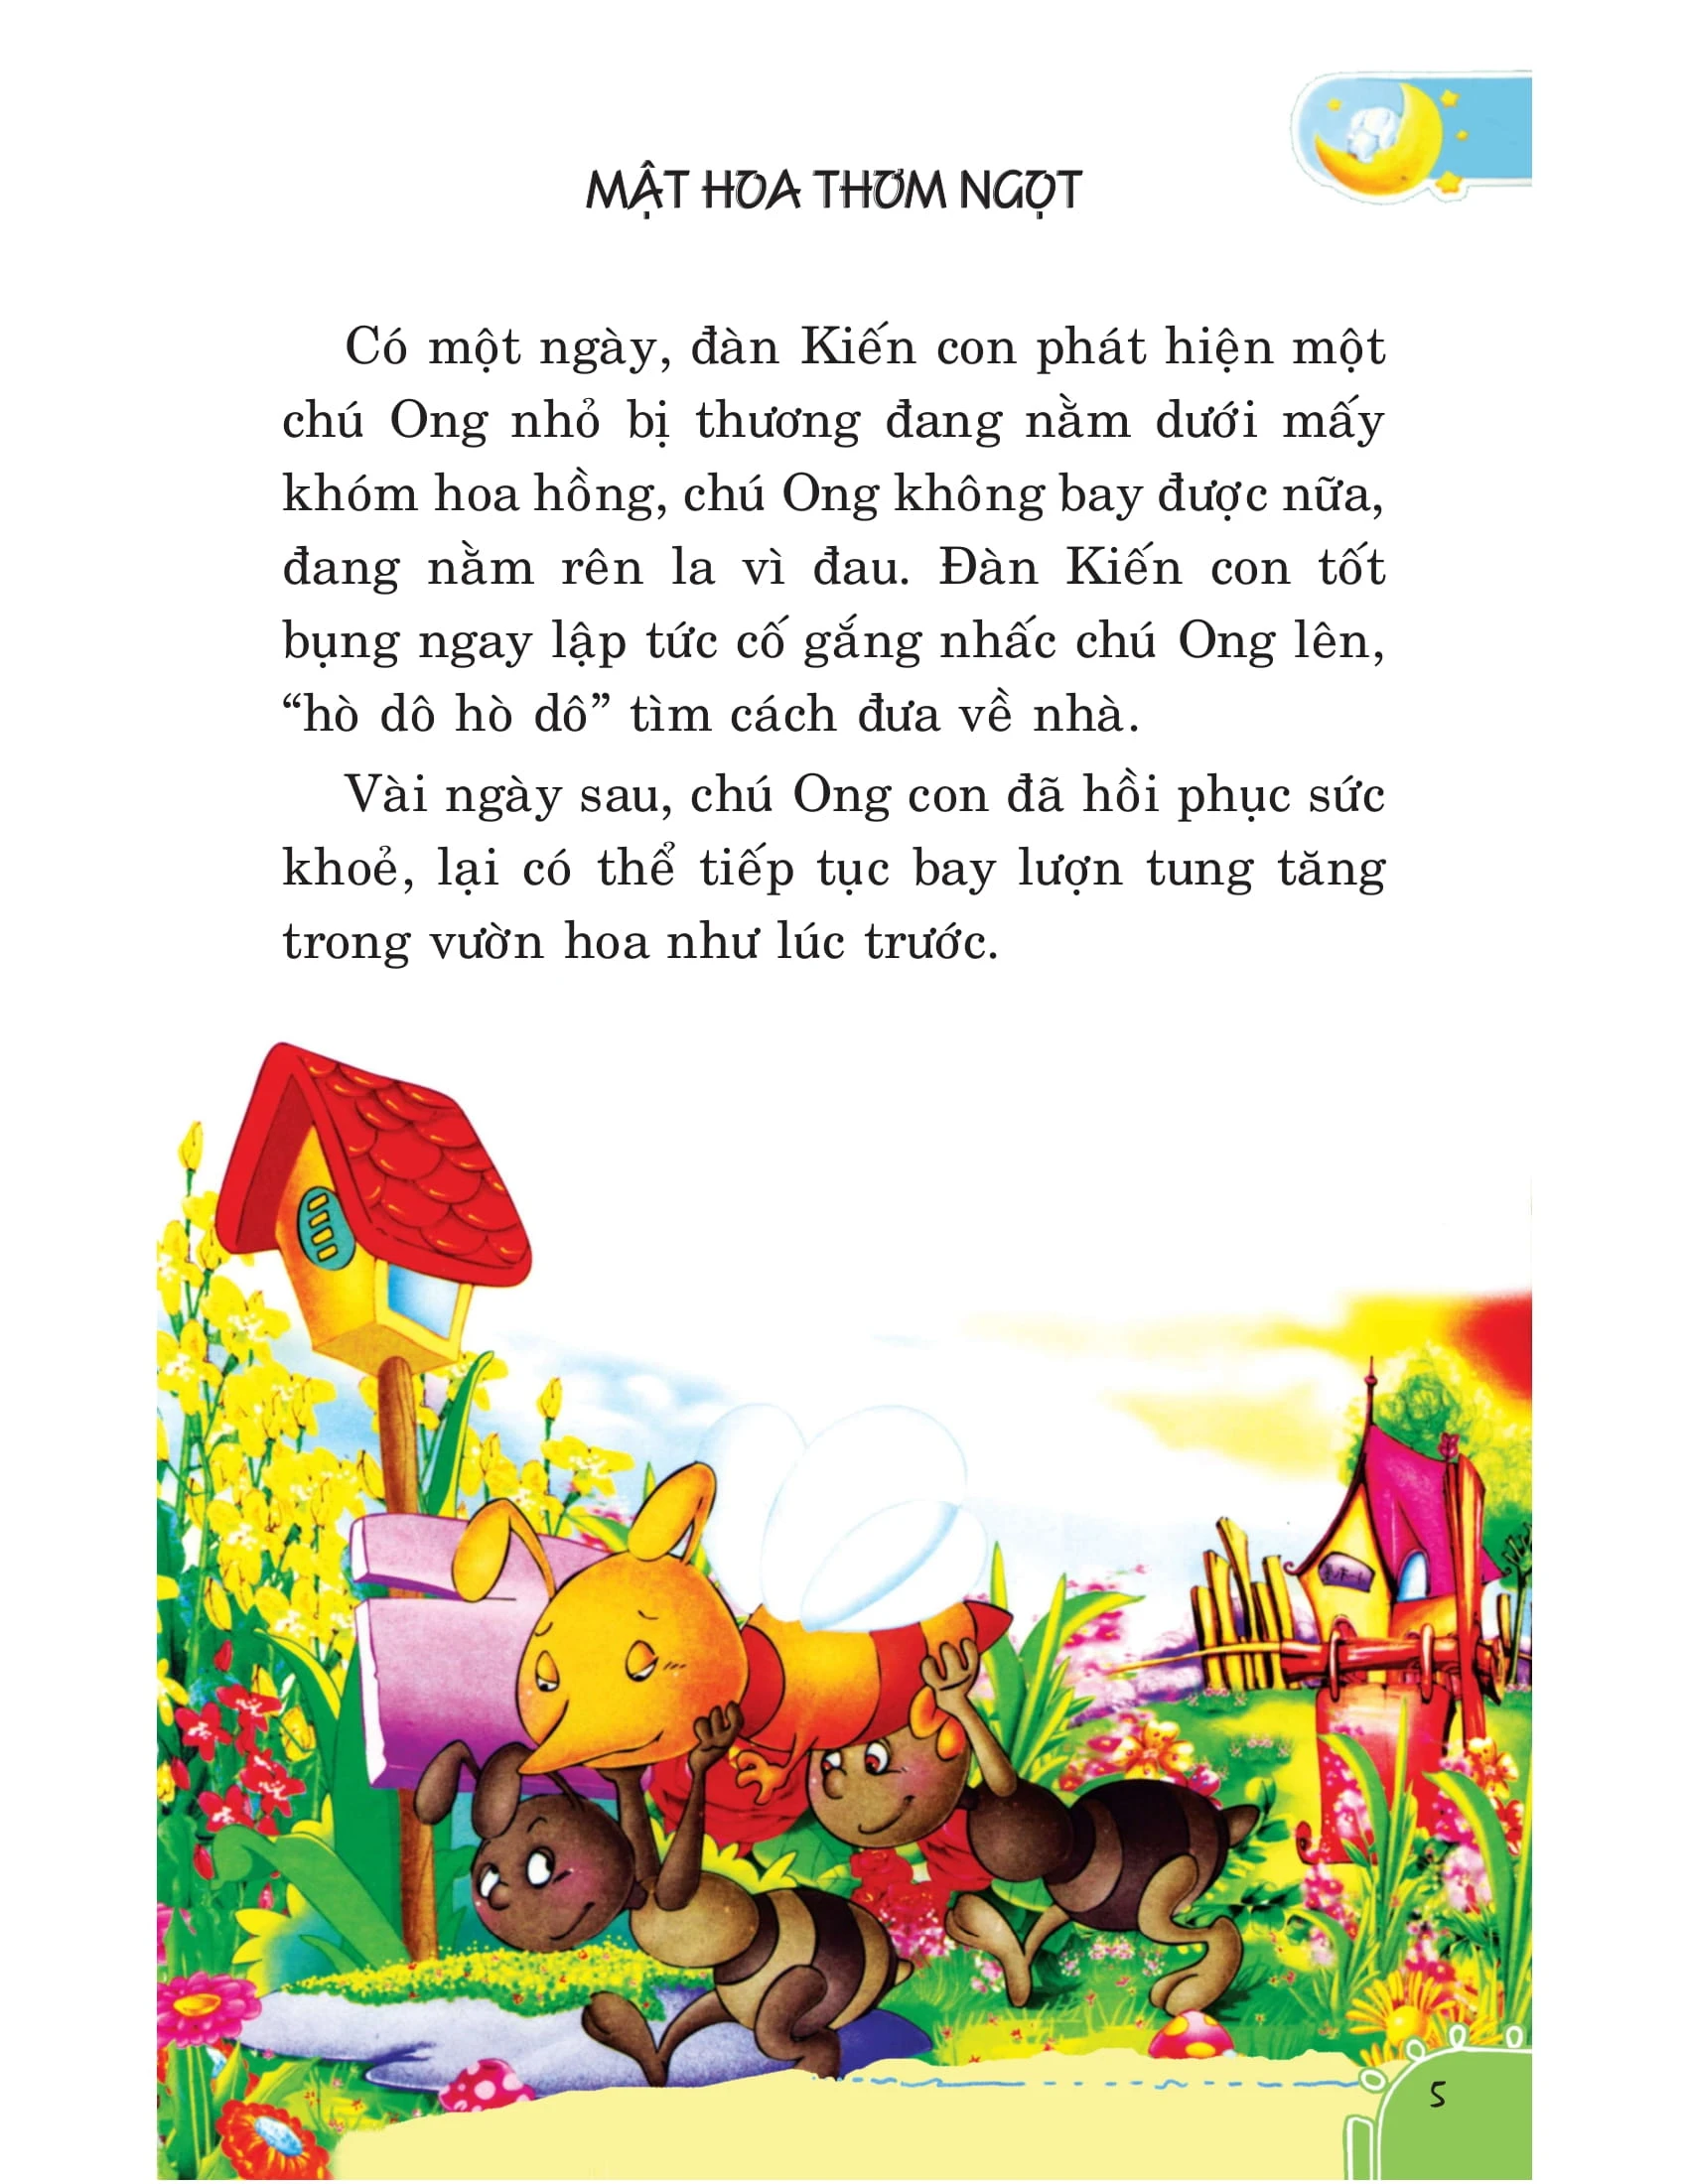 MẬT HOA THƠM NGỌT
Có một ngày, đàn Kiến con phát hiện một
chú Ong nhỏ bị thương đang nằm dưới mấy
khóm hoa hồng, chú Ong không bay được nữa,
đang nằm rên la vì đau. Đàn Kiến con tốt
bụng ngay lập tức cố gắng nhấc chú Ong lên,
“hò dô hò dô” tìm cách đưa về nhà.
Vài ngày sau, chú Ong con đã hồi phục sức
khoẻ, lại có thể tiếp tục bay lượn tung tăng
trong vườn hoa như lúc trước.
5